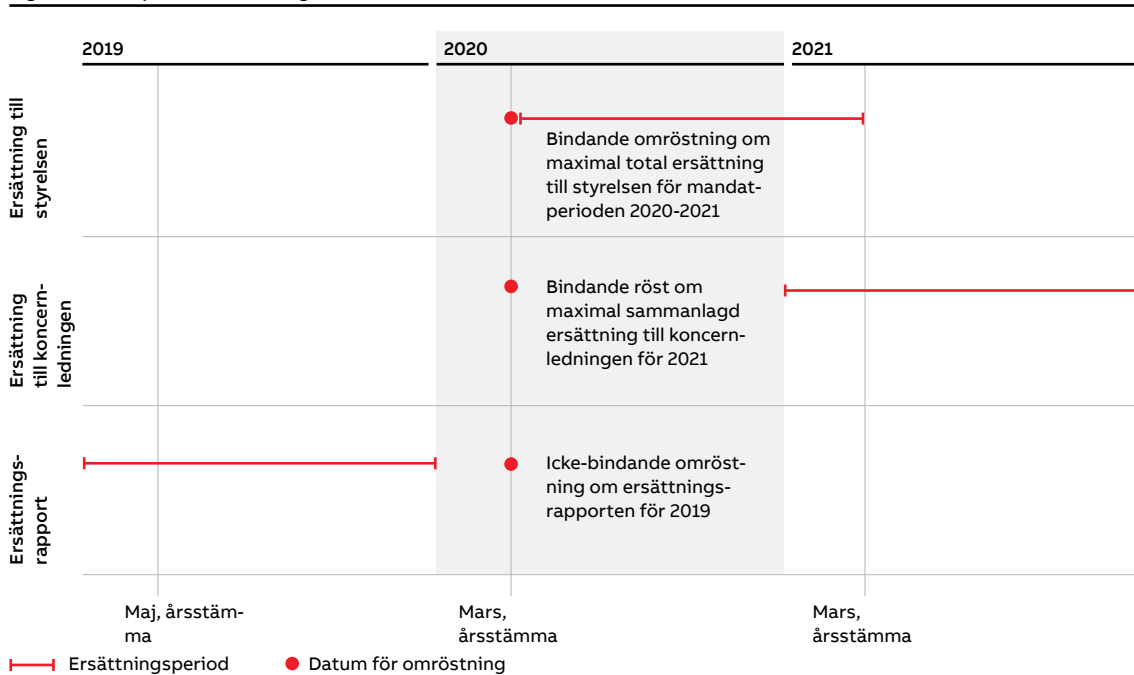 2019
2020
2021
Ersättning till
styrelsen
Bindande omröstning om
maximal total ersättning
till styrelsen för mandat-
perioden 2020-2021
Ersättning
till koncern-
ledningen
Bindande röst om
maximal sammanlagd
ersättning till koncern-
ledningen för 2021
Ersättnings-
rapport
Icke-bindande omröst-
ning om ersättnings-
rapporten för 2019
Maj, årsstäm-
ma
Mars,
årsstämma
Mars,
årsstämma
Ersättningsperiod
Datum för omröstning